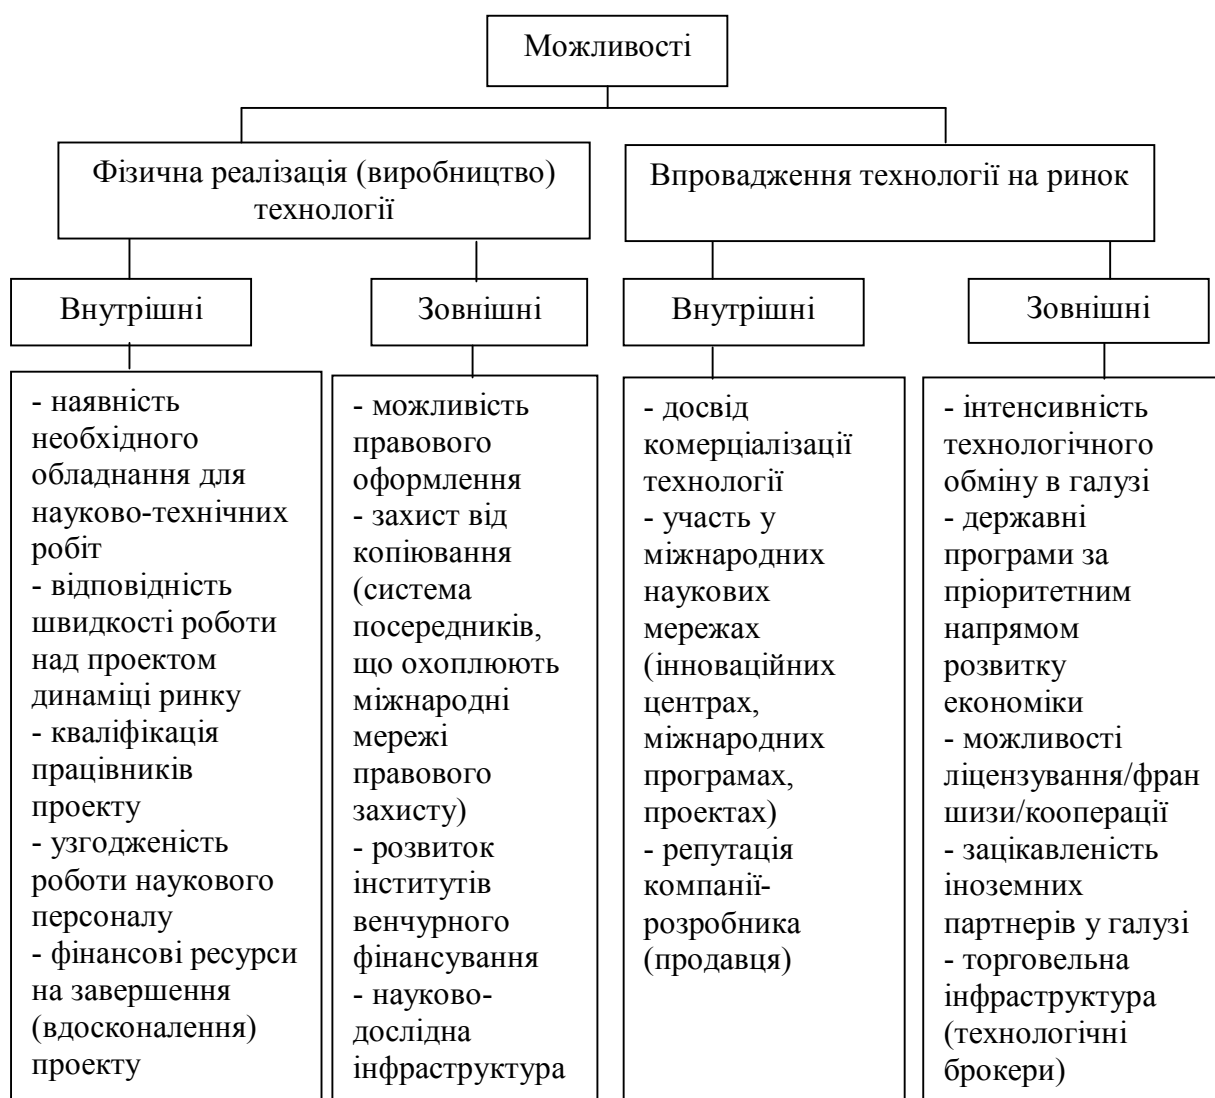 Можливості
Фізична реалізація (виробництво)
технології
Впровадження технології на ринок
Внутрішні
Зовнішні
Внутрішні
Зовнішні
- наявність
необхідного
обладнання для
науково-технічних
робіт
- відповідність
швидкості роботи
над проектом
динаміці ринку
- кваліфікація
працівників
проекту
- узгодженість
роботи наукового
персоналу
- фінансові ресурси
на завершення
(вдосконалення)
проекту
- можливість
правового
оформлення
- захист від
копіювання
(система
посередників,
що охоплюють
міжнародні
мережі
правового
захисту)
- розвиток
інститутів
венчурного
фінансування
- науково-
дослідна
інфраструктура
- досвід
комерціалізації
технології
- участь у
міжнародних
наукових
мережах
(інноваційних
центрах,
міжнародних
програмах,
проектах)
- репутація
компанії-
розробника
(продавця)
- інтенсивність
технологічного
обміну в галузі
- державні
програми за
пріоритетним
напрямом
розвитку
економіки
- можливості
ліцензування/фран
шизи/кооперації
- зацікавленість
іноземних
партнерів у галузі
- торговельна
інфраструктура
(технологічні
брокери)